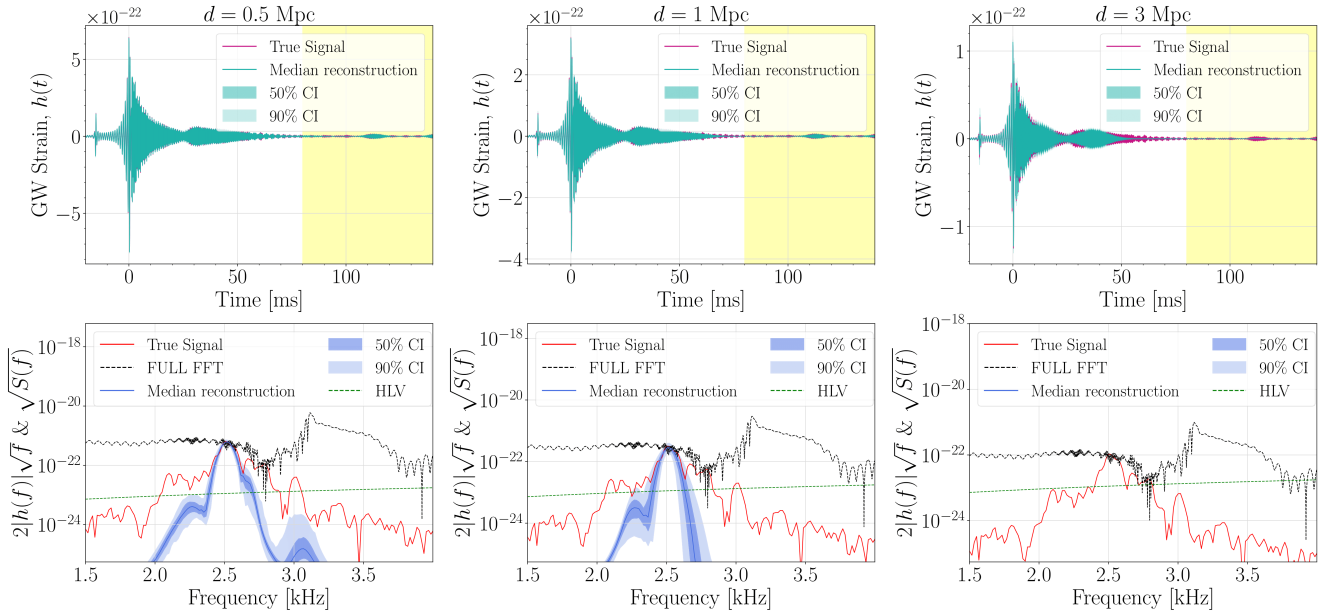 d = 0.5 Mpc
×10−22
GW Strain, h(t)
5
0
−5
0
50
100
Time [ms]
True Signal
Median reconstruction
50% CI
90% CI
d = 1 Mpc
×10−22
GW Strain, h(t)
2
0
−2
−4
0
50
100
Time [ms]
True Signal
Median reconstruction
50% CI
90% CI
d = 3 Mpc
×10−22
GW Strain, h(t)
1
0
−1
0
50
100
Time [ms]
True Signal
Median reconstruction
50% CI
90% CI
2|h(f)|√f & √S(f)
10−18
10−20
10−22
10−24
1.5
2.0
2.5
3.0
3.5
Frequency [kHz]
True Signal
FULL FFT
Median reconstruction
50% CI
90% CI
HLV
2|h(f)|√f & √S(f)
10−18
10−20
10−22
10−24
1.5
2.0
2.5
3.0
3.5
Frequency [kHz]
True Signal
FULL FFT
Median reconstruction
50% CI
90% CI
HLV
2|h(f)|√f & √S(f)
10−18
10−20
10−22
10−24
1.5
2.0
2.5
3.0
3.5
Frequency [kHz]
True Signal
FULL FFT
Median reconstruction
50% CI
90% CI
HLV